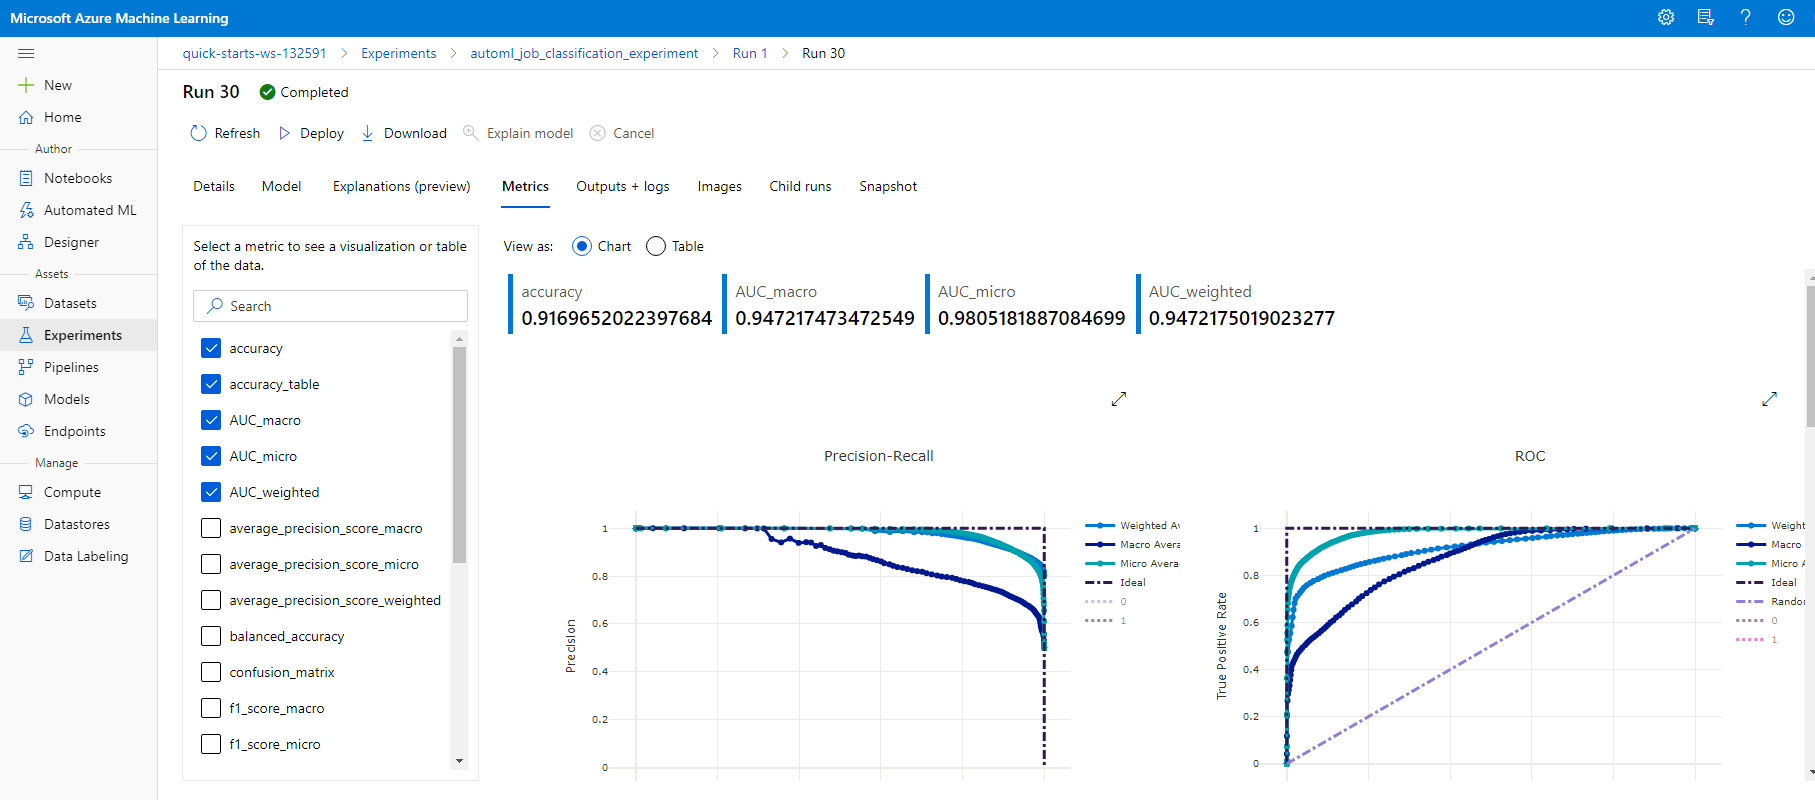 Microsoft Azure Machine Learning
quick-starts-ws-132591 > Experiments > automl_job_classification_experiment > Run 1 > Run 30
New
Home
Author
Notebooks
Automated ML
Designer
Assets
Datasets
Experiments
Pipelines
Models
Endpoints
Manage
Compute
Datastores
Data Labeling
Run 30 Completed
Refresh Deploy Download Explain model Cancel
Details Model Explanations (preview) Metrics Outputs + logs Images Child runs Snapshot
Select a metric to see a visualization or table
of the data.
Search
accuracy
accuracy_table
AUC_macro
AUC_micro
AUC_weighted
average_precision_score_macro
average_precision_score_micro
average_precision_score_weighted
balanced_accuracy
confusion_matrix
f1_score_macro
f1_score_micro
View as: Chart Table
accuracy
0.9169652022397684
AUC_macro
0.947217473472549
AUC_micro
0.9805181887084699
AUC_weighted
0.9472175019023277
Precision-Recall
Precision
1
0.8
0.6
0.4
0.2
0
Weighted Av
Macro Avera
Micro Avera
Ideal
0
1
ROC
True Positive Rate
1
0.8
0.6
0.4
0.2
0
Weight
Macro
Micro A
Ideal
Rando
0
1